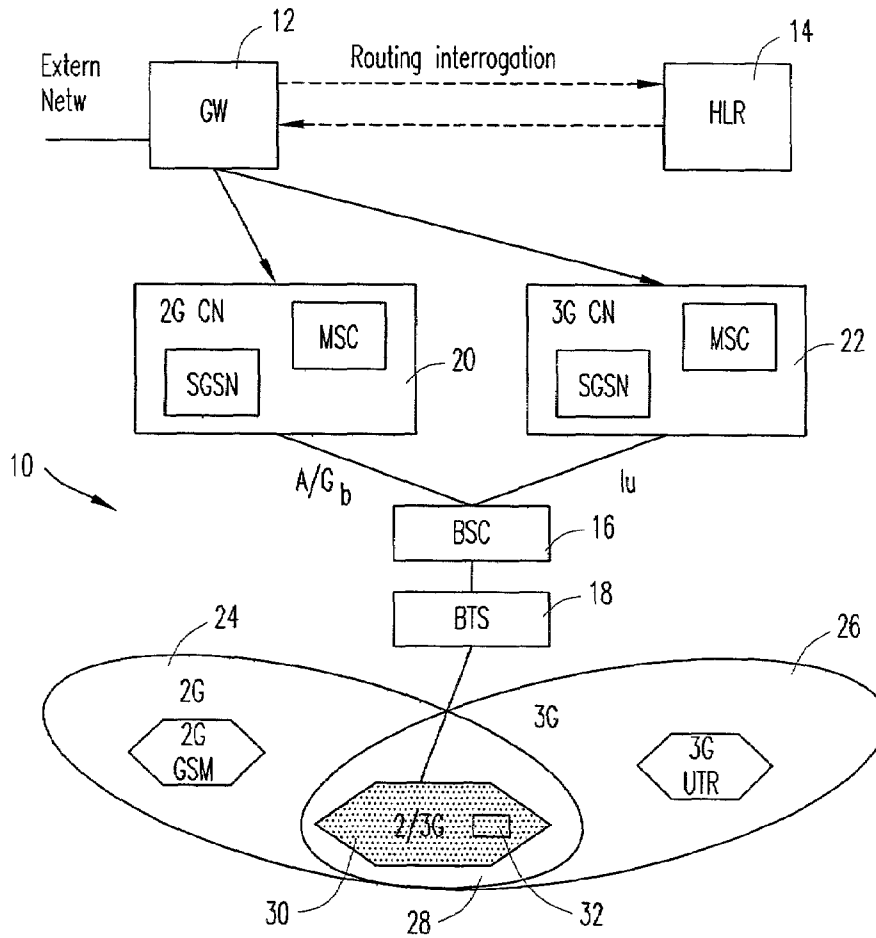 12
14
Extern
Netw
Routing interrogation
GW
HLR
2G CN
MSC
SGSN
20
3G CN
MSC
SGSN
22
10
A/Gb
Iu
BSC
16
BTS
18
24
26
2G
3G
2G
GSM
3G
UTR
2/3G
30
28
32